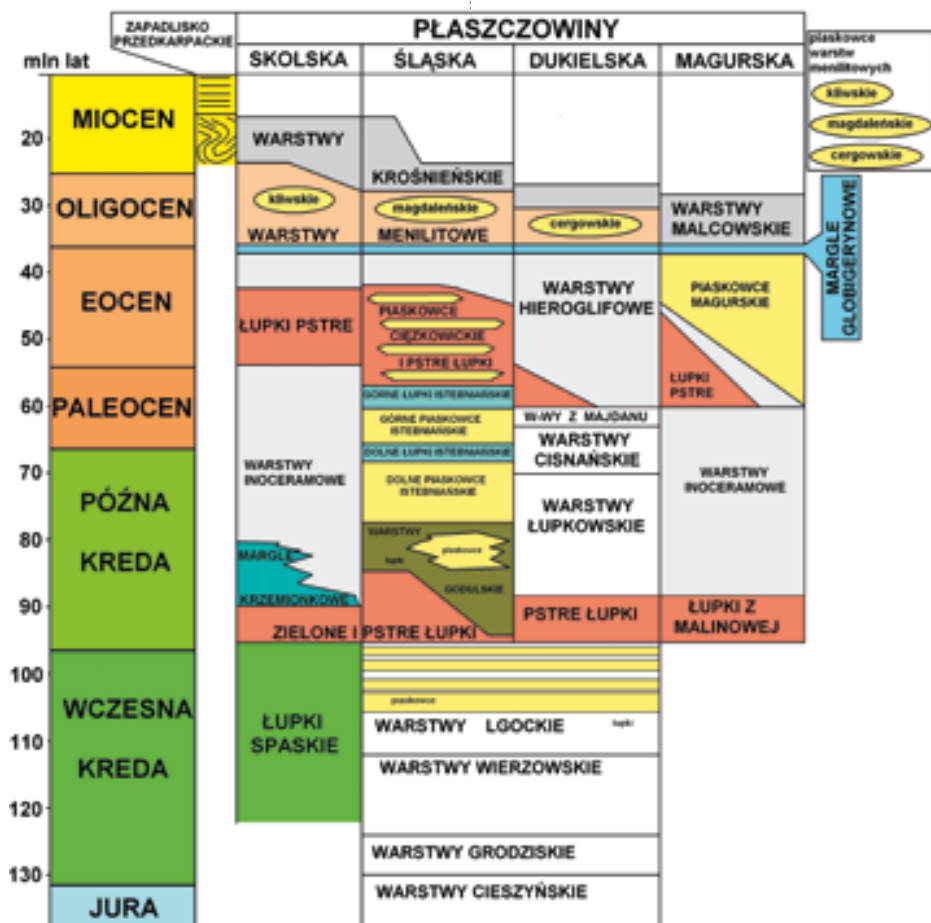 ZAPADLISKO
PRZEDKARPACKIE
PŁASZCZOWINY
mln lat
SKOLSKA
ŚLĄSKA
DUKIELSKA
MAGURSKA
piaskowce
warstw
menilitowych
kliwskie
magdaleńskie
cergowskie
20
30
40
50
60
70
80
90
100
110
120
130
MIOCEN
OLIGOCEN
EOCEN
PALEOCEN
PÓŹNA
KREDA
WCZESNA
KREDA
JURA
WARSTWY
KROŚNIEŃSKIE
kliwskie
magdaleńskie
cergowskie
WARSTWY
MENILITOWE
WARSTWY
MALCOWSKIE
MARGLE
GLOBIGERYNOWE
ŁUPKI PSTRE
PIASKOWCE
CIĘŻKOWICKIE
I PSTRE ŁUPKI
WARSTWY
HIEROGLIFOWE
PIASKOWCE
MAGURSKIE
ŁUPKI
PSTRE
GÓRNE ŁUPKI ISTEBNIAŃSKIE
GÓRNE PIASKOWCE
ISTEBNIAŃSKIE
DOLNE ŁUPKI ISTEBNIAŃSKIE
DOLNE PIASKOWCE
ISTEBNIAŃSKIE
W-WY Z MAJDANU
WARSTWY
CISNAŃSKIE
WARSTWY
ŁUPKOWSKIE
WARSTWY
INOCERAMOWE
WARSTWY
INOCERAMOWE
WARSTWY
piaskowce
łupki
GODULSKIE
MARGLE
KRZEMIONKOWE
ZIELONE I PSTRE ŁUPKI
PSTRE ŁUPKI
ŁUPKI Z
MALINOWEJ
ŁUPKI
SPASKIE
piaskowce
WARSTWY LGOCKIE łupki
WARSTWY WIERZOWSKIE
WARSTWY GRODZISKIE
WARSTWY CIESZYŃSKIE